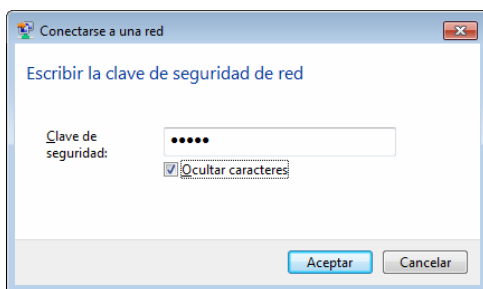 Conectarse a una red
Escribir la clave de seguridad de red
Clave de
seguridad:
•••••
Ocultar caracteres
Aceptar
Cancelar